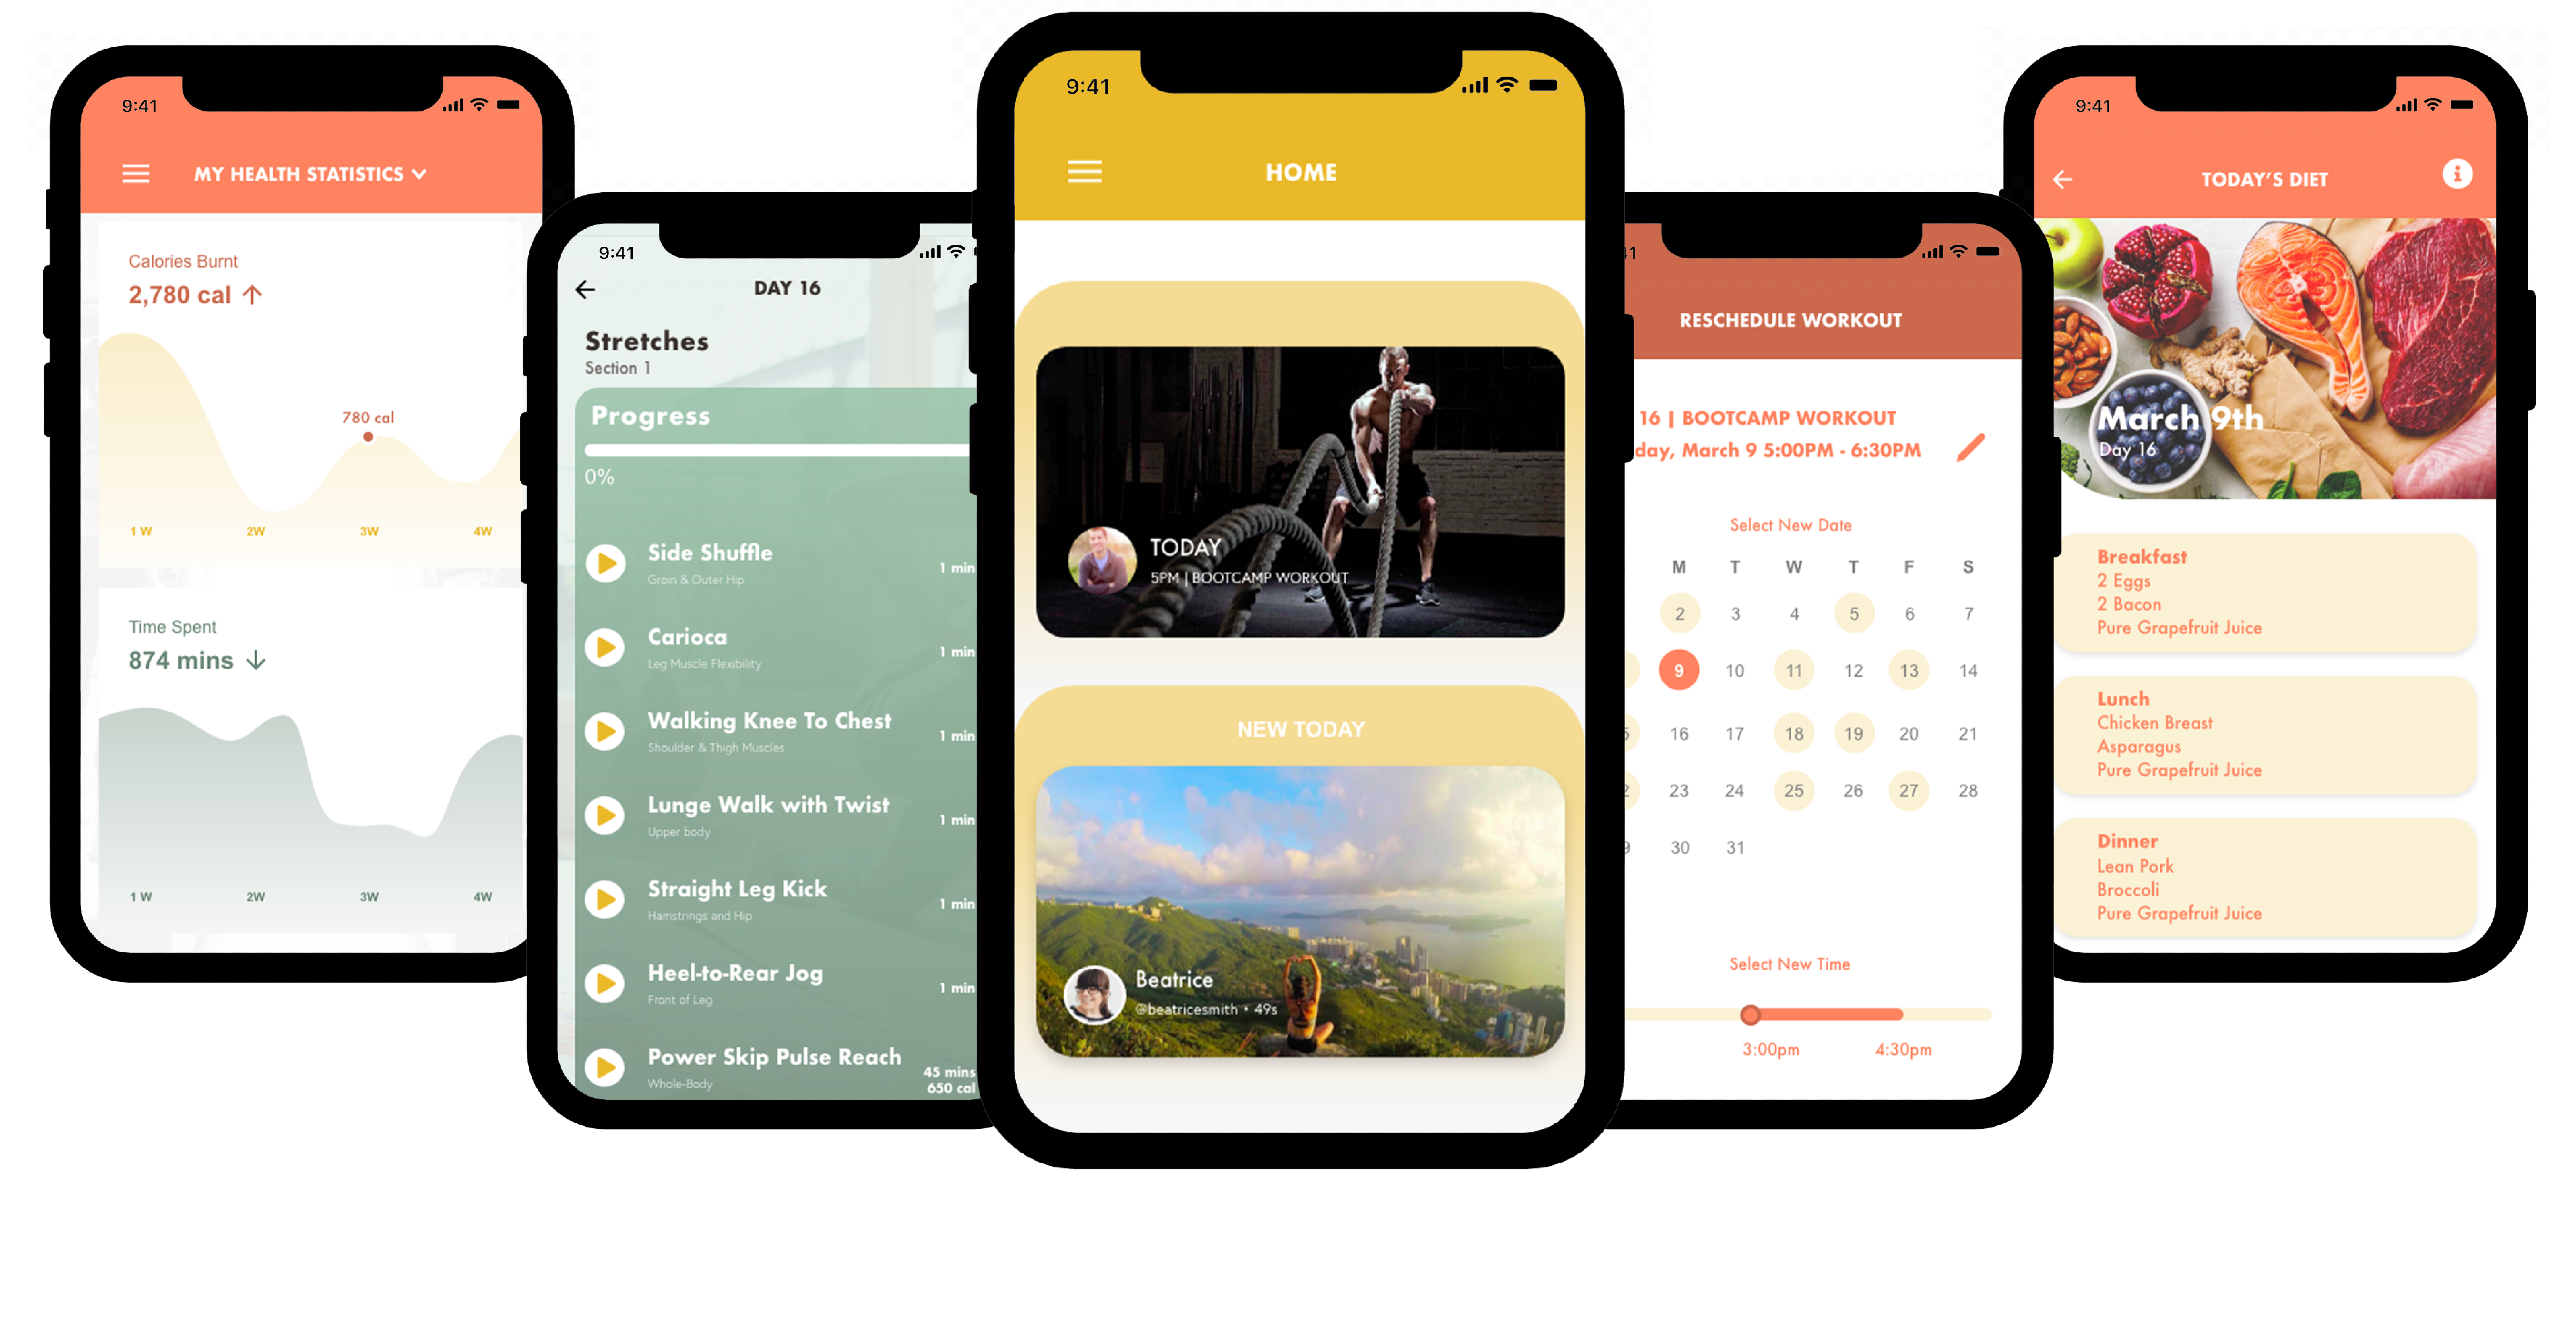 9:41
MY HEALTH STATISTICS
Calories Burnt
2,780 cal
780 cal
1 W 2W 3W 4W
Time Spent
874 mins
1 W 2W 3W 4W
9:41
DAY 16
Stretches
Section 1
Progress
0%
Side Shuffle
Groin & Outer Hip
1 min
Carioca
Leg Muscle Flexibility
1 min
Walking Knee To Chest
Shoulder & Thigh Muscles
1 min
Lunge Walk with Twist
Upper body
1 min
Straight Leg Kick
Hamstrings and Hip
1 min
Heel-to-Rear Jog
Front of Leg
1 min
Power Skip Pulse Reach
Whole-Body
45 mins
650 cal
9:41
HOME
TODAY
5PM | BOOTCAMP WORKOUT
NEW TODAY
Beatrice
@beatricesmith • 49s
RESCHEDULE WORKOUT
16 | BOOTCAMP WORKOUT
day, March 9 5:00PM - 6:30PM
Select New Date
M T W T F S
2 3 4 5 6 7
9 10 11 12 13 14
16 17 18 19 20 21
23 24 25 26 27 28
30 31
Select New Time
3:00pm 4:30pm
9:41
TODAY'S DIET
March 9th
Day 16
Breakfast
2 Eggs
2 Bacon
Pure Grapefruit Juice
Lunch
Chicken Breast
Asparagus
Pure Grapefruit Juice
Dinner
Lean Pork
Broccoli
Pure Grapefruit Juice